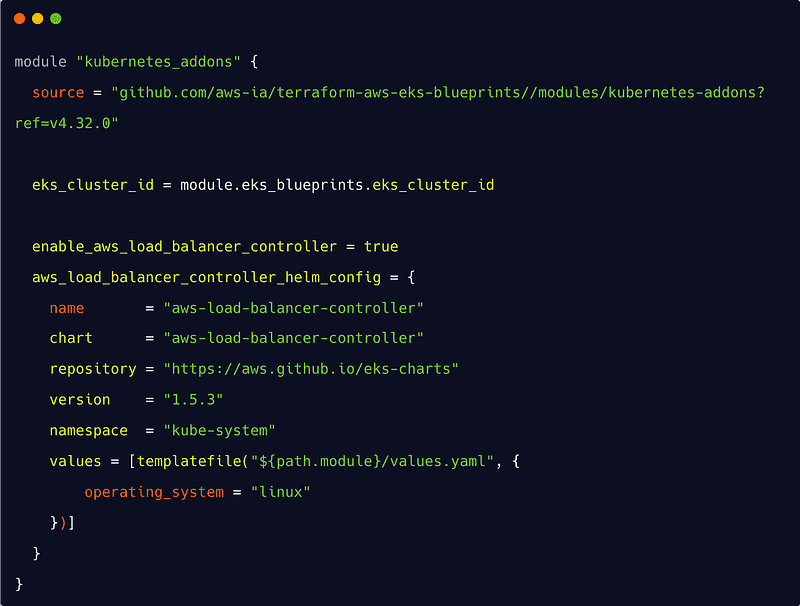 module "kubernetes_addons" {
  source = "github.com/aws-ia/terraform-aws-eks-blueprints//modules/kubernetes-addons?
ref=v4.32.0"
  eks_cluster_id = module.eks_blueprints.eks_cluster_id
  enable_aws_load_balancer_controller = true
  aws_load_balancer_controller_helm_config = {
    name       = "aws-load-balancer-controller"
    chart      = "aws-load-balancer-controller"
    repository = "https://aws.github.io/eks-charts"
    version    = "1.5.3"
    namespace  = "kube-system"
    values = [templatefile("${path.module}/values.yaml", {
        operating_system = "linux"
    })]
  }
}